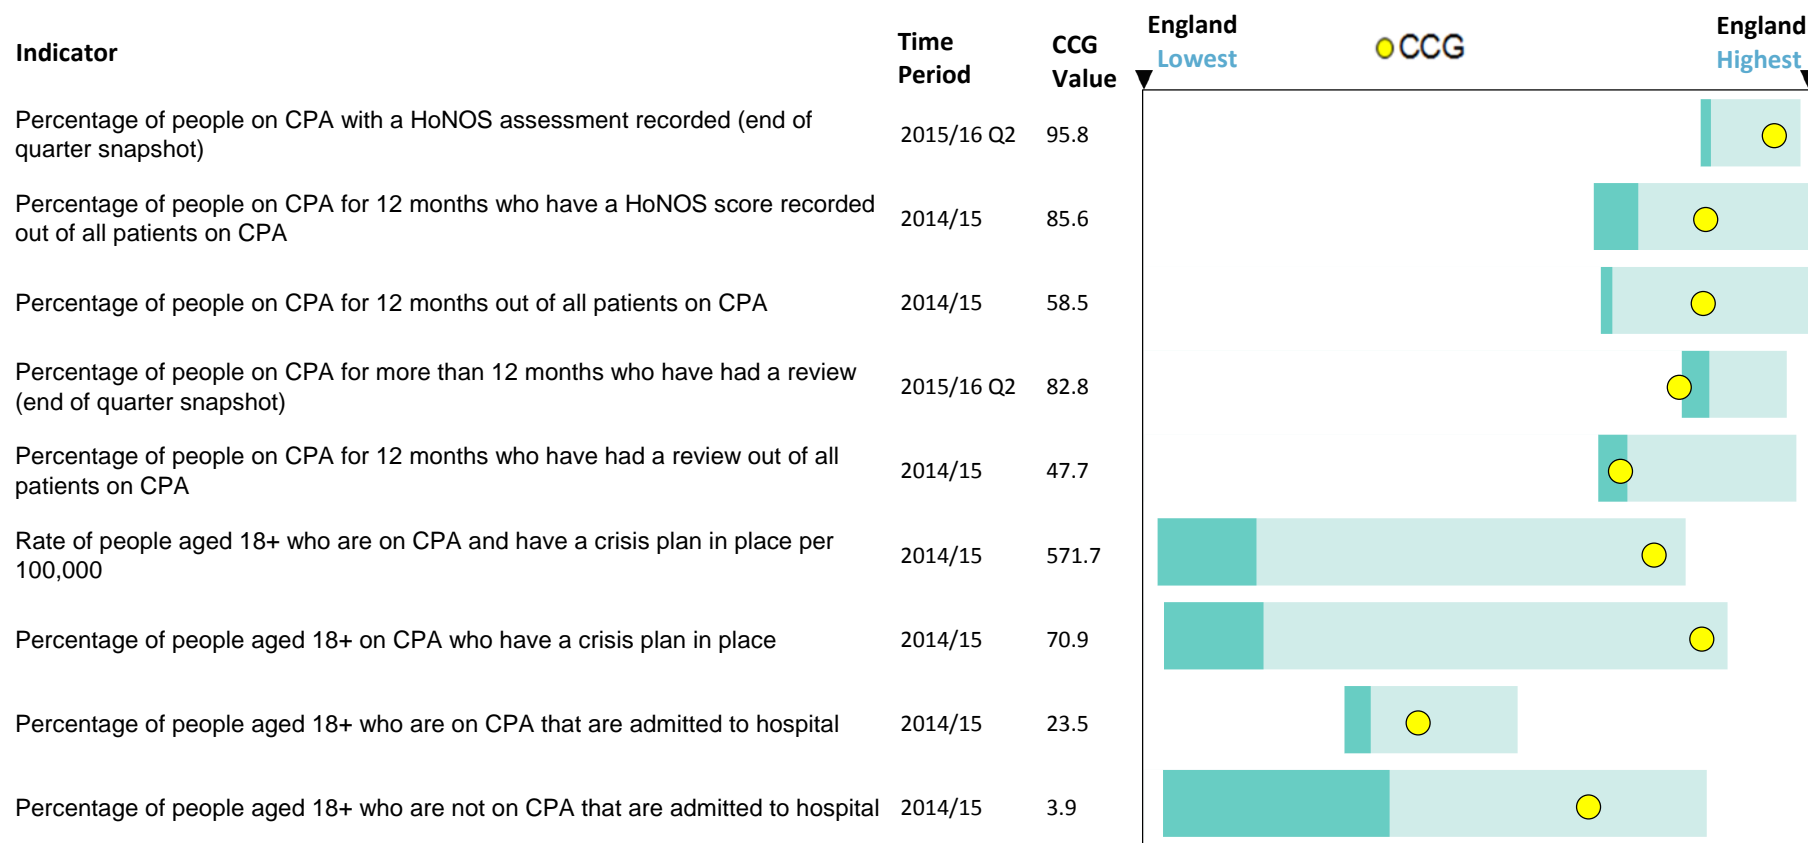 Indicator
Time Period
CCG Value
England Lowest
CCG
England Highest
Percentage of people on CPA with a HoNOS assessment recorded (end of
quarter snapshot)
2015/16 Q2 95.8
Percentage of people on CPA for 12 months who have a HoNOS score recorded
out of all patients on CPA
2014/15 85.6
Percentage of people on CPA for 12 months out of all patients on CPA 2014/15 58.5
Percentage of people on CPA for more than 12 months who have had a review
(end of quarter snapshot)
2015/16 Q2 82.8
Percentage of people on CPA for 12 months who have had a review out of all
patients on CPA
2014/15 47.7
Rate of people aged 18+ who are on CPA and have a crisis plan in place per
100,000
2014/15 571.7
Percentage of people aged 18+ on CPA who have a crisis plan in place 2014/15 70.9
Percentage of people aged 18+ who are on CPA that are admitted to hospital 2014/15 23.5
Percentage of people aged 18+ who are not on CPA that are admitted to hospital 2014/15 3.9